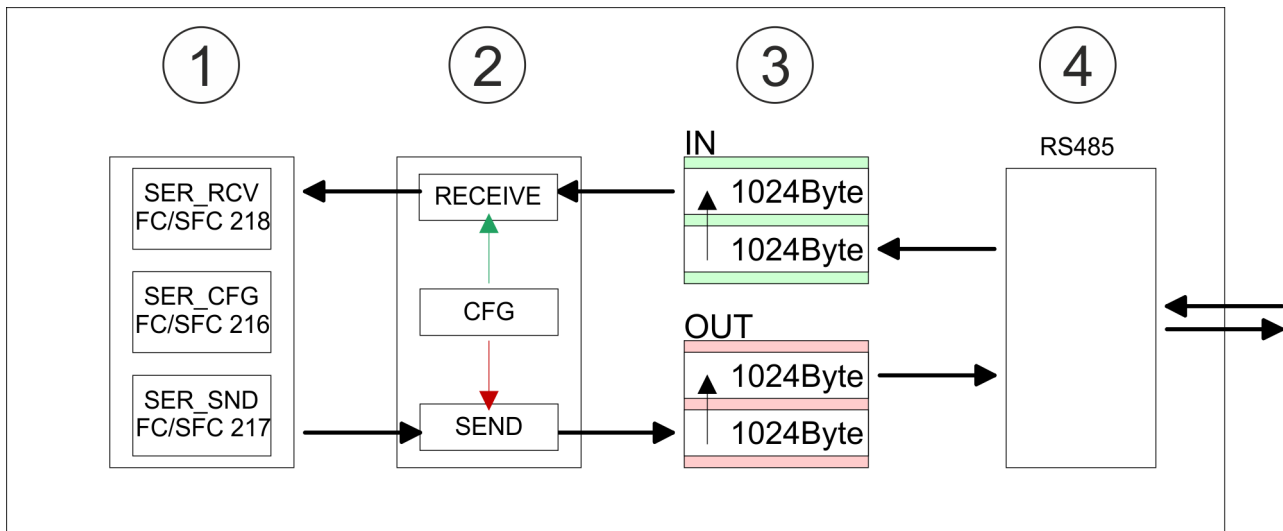 1
2
3
4
SER_RCV
FC/SFC 218
SER_CFG
FC/SFC 216
SER_SND
FC/SFC 217
RECEIVE
CFG
SEND
IN
1024Byte
1024Byte
OUT
1024Byte
1024Byte
RS485